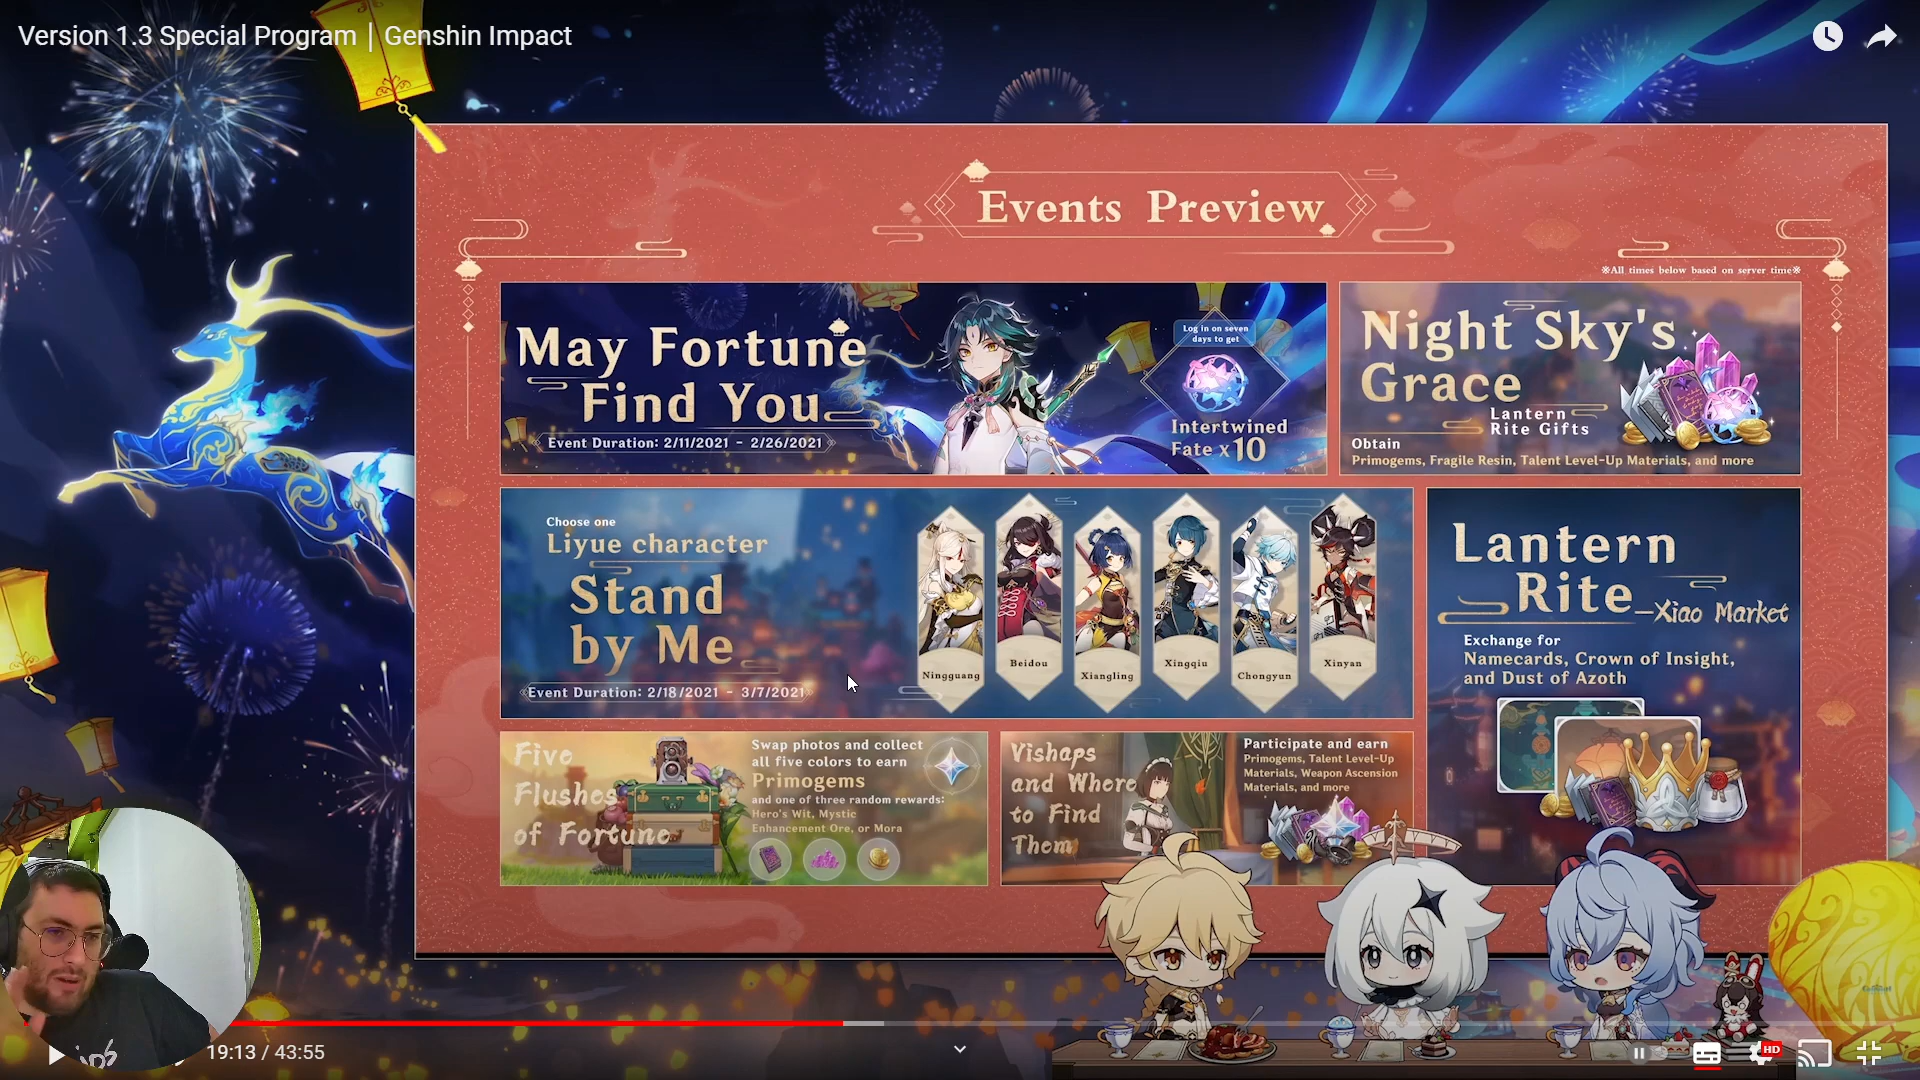 Version 1.3 Special Program | Genshin Impact
Events Preview
※All times below based on server time※
May Fortune
Find You
Event Duration: 2/11/2021 - 2/26/2021
Log in on seven
days to get
Intertwined
Fate x10
Night Sky's
Grace
Lantern
Rite Gifts
Obtain
Primogems, Fragile Resin, Talent Level-Up Materials, and more
Choose one
Liyue character
Stand
by Me
Event Duration: 2/18/2021 - 3/7/2021
Ningguang
Beidou
Xiangling
Xingqiu
Chongyun
Xinyan
Lantern
Rite
—Xiao Market
Exchange for
Namecards, Crown of Insight,
and Dust of Azoth
Five
Flushes
of Fortune
Swap photos and collect
all five colors to earn
Primogems
and one of three random rewards:
Hero's Wit, Mystic
Enhancement Ore, or Mora
Vishaps
and Where
to Find
Them
Participate and earn
Primogems, Talent Level-Up
Materials, Weapon Ascension
Materials, and more
19:13 / 43:55
HD